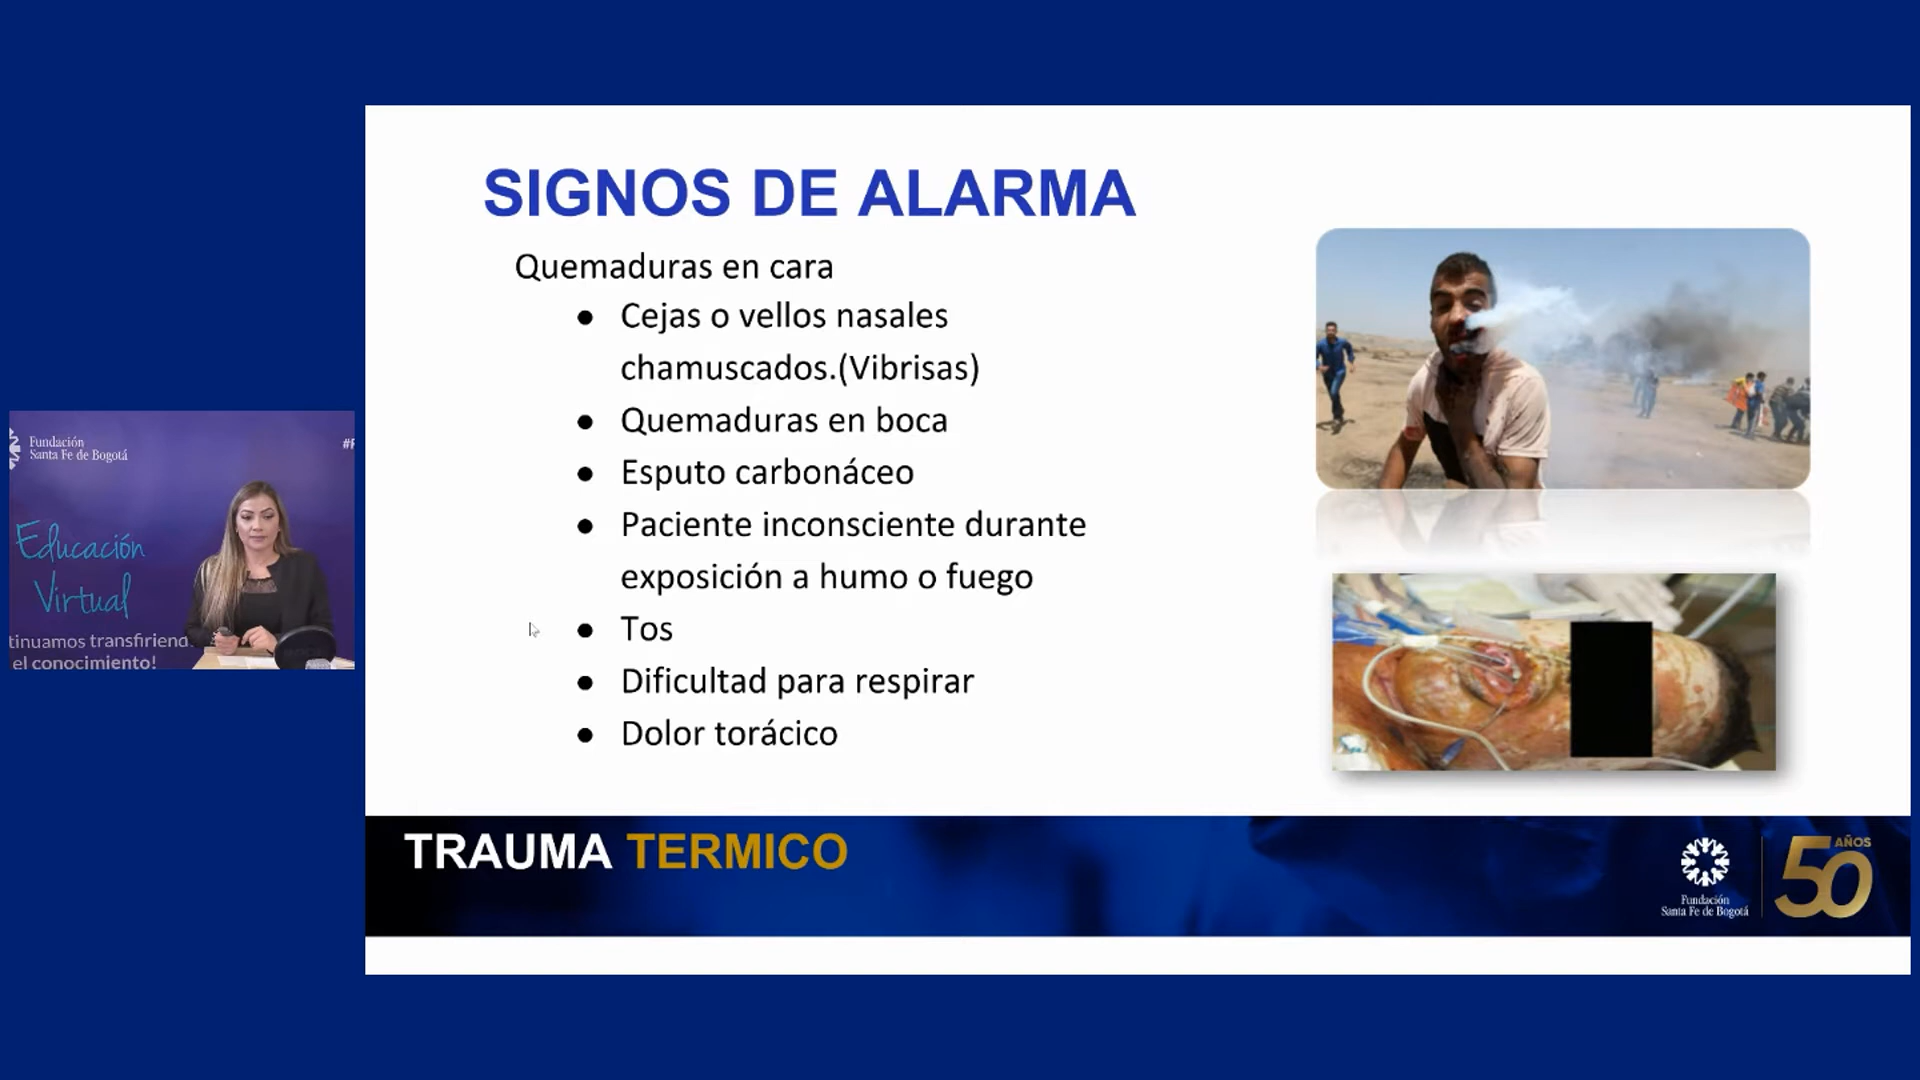 SIGNOS DE ALARMA
Quemaduras en cara
● Cejas o vellos nasales
chamuscados.(Vibrisas)
● Quemaduras en boca
● Esputo carbonáceo
● Paciente inconsciente durante
exposición a humo o fuego
● Tos
● Dificultad para respirar
● Dolor torácico
Fundación
Santa Fe de Bogotá
#F
Educación
Virtual
tinuamos transfiriend
el conocimiento!
TRAUMA TERMICO
Fundación
Santa Fe de Bogotá
50 AÑOS